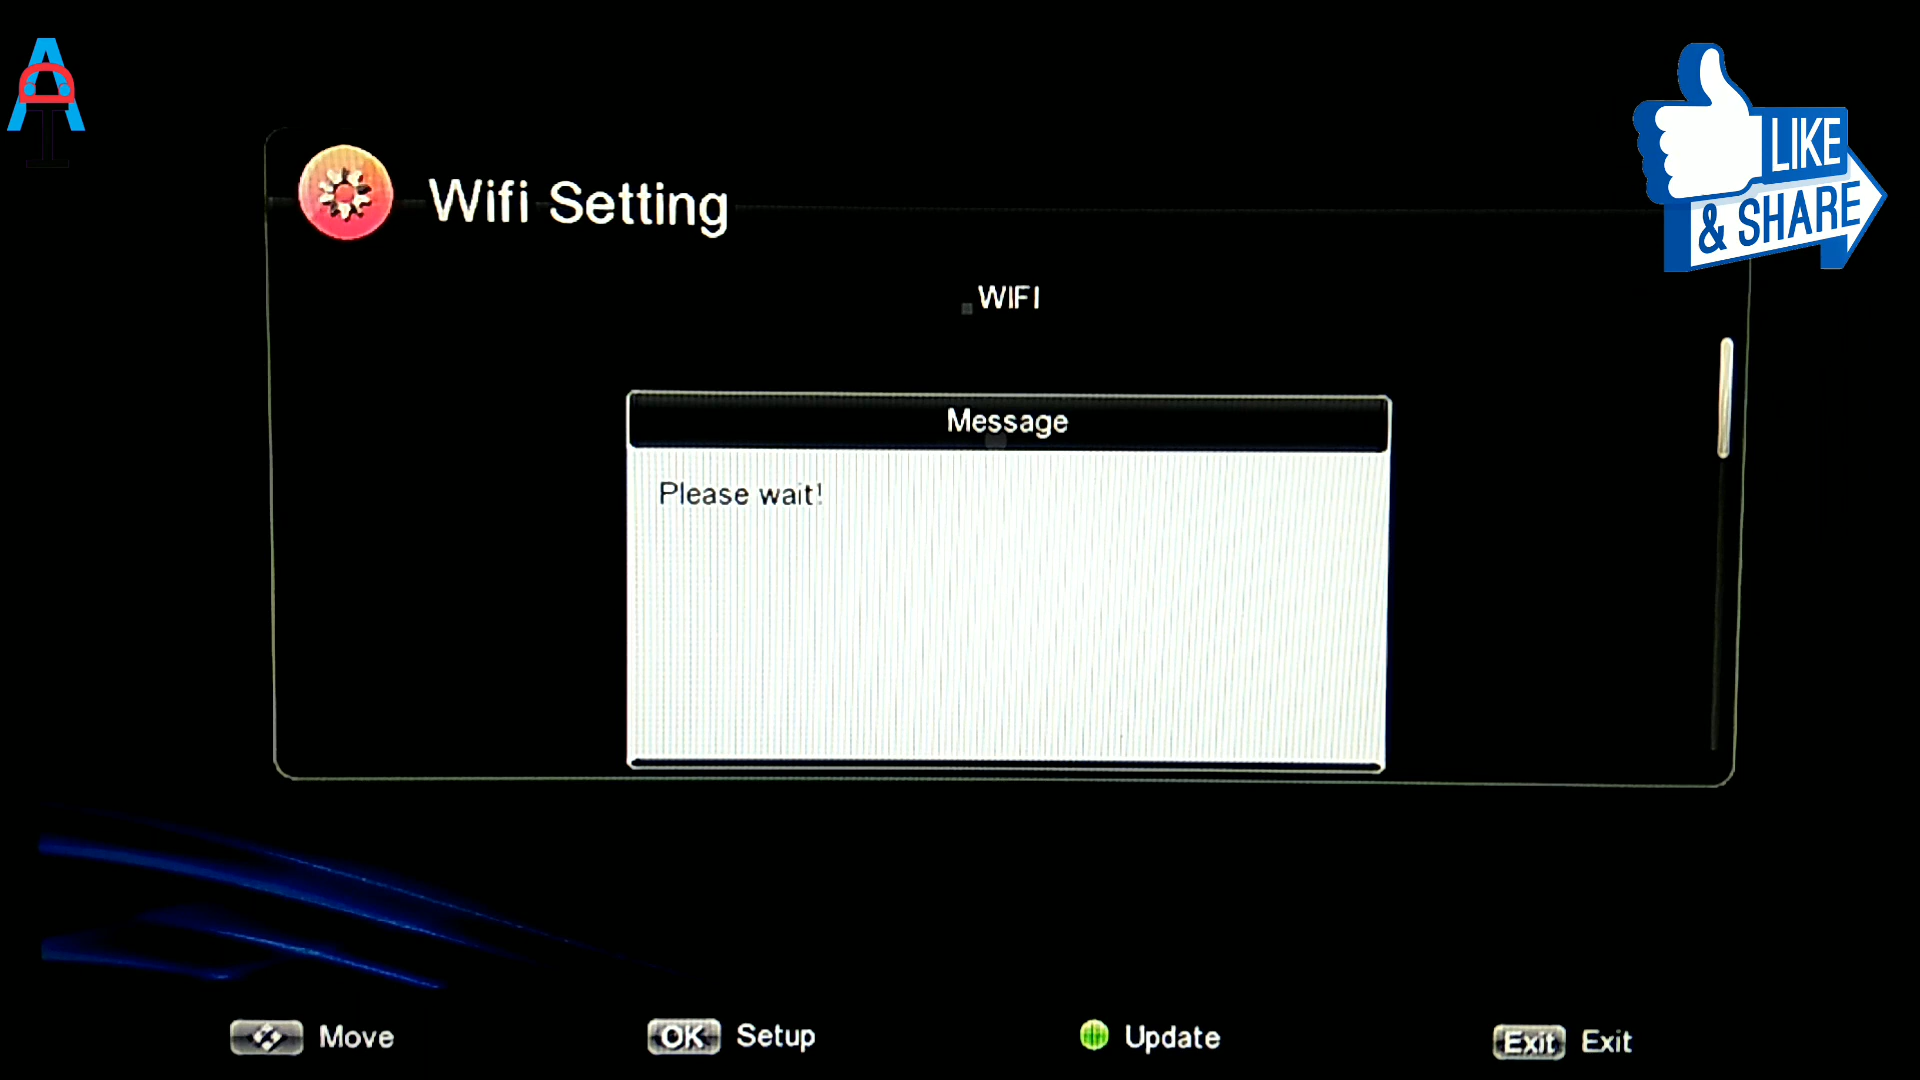 LIKE
& SHARE
Wifi Setting
WIFI
Message
Please wait!
Move
OK Setup
Update
Exit Exit